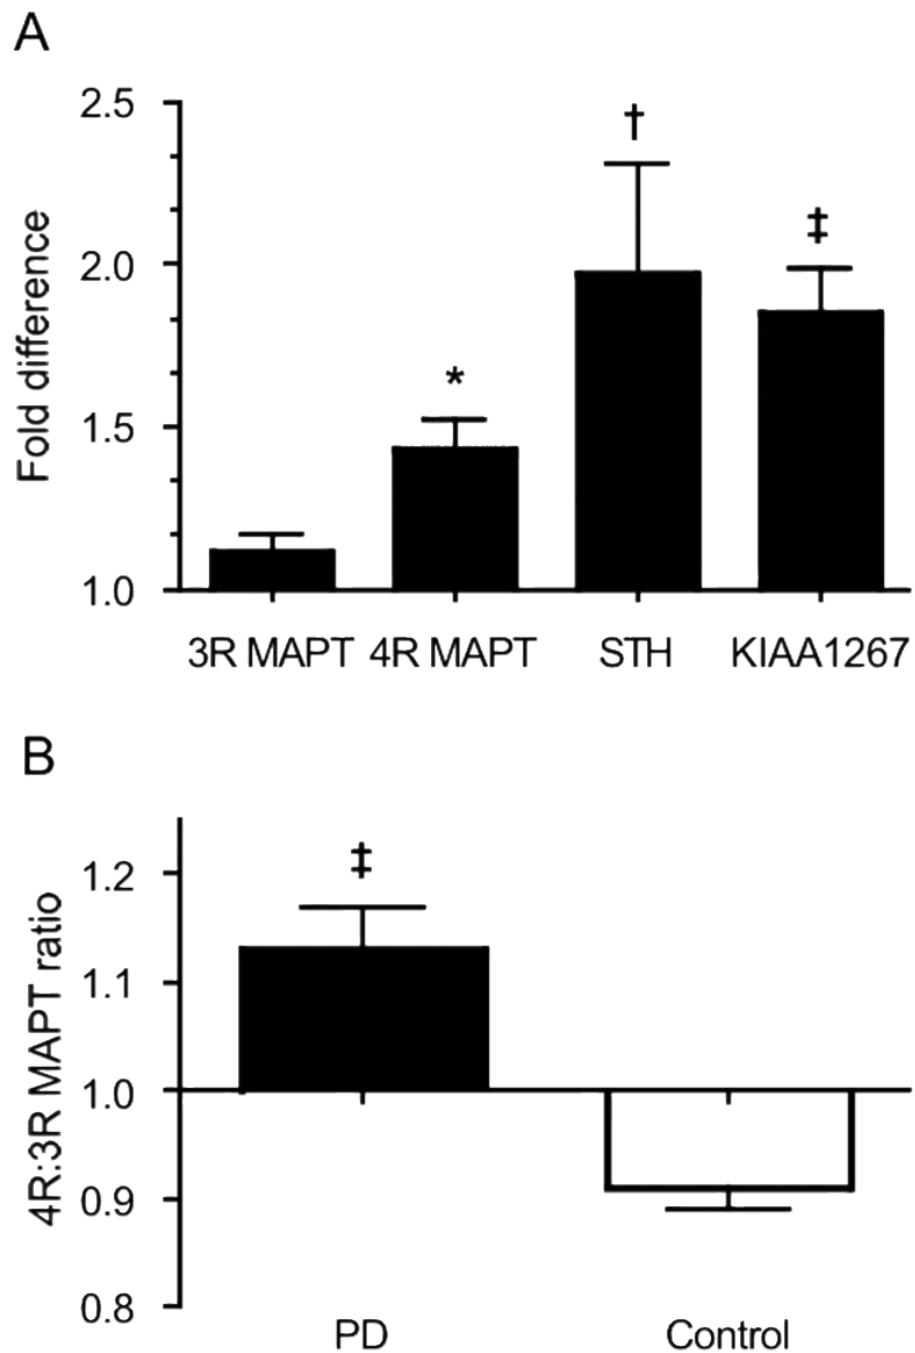 A
2.5
†
‡
2.0
*
1.5
1.0
Fold difference
3R MAPT 4R MAPT STH KIAA1267
B
‡
1.2
1.1
1.0
0.9
0.8
4R:3R MAPT ratio
PD Control